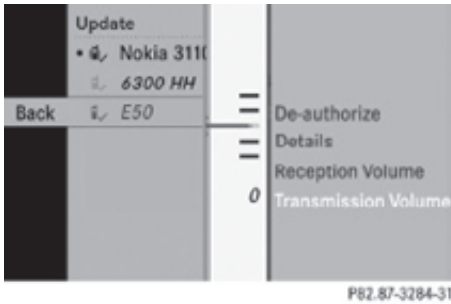 Update
• Nokia 3110
6300 HH
Back E50
De-authorize
Details
Reception Volume
0 Transmission Volume
P82.87-3284-31